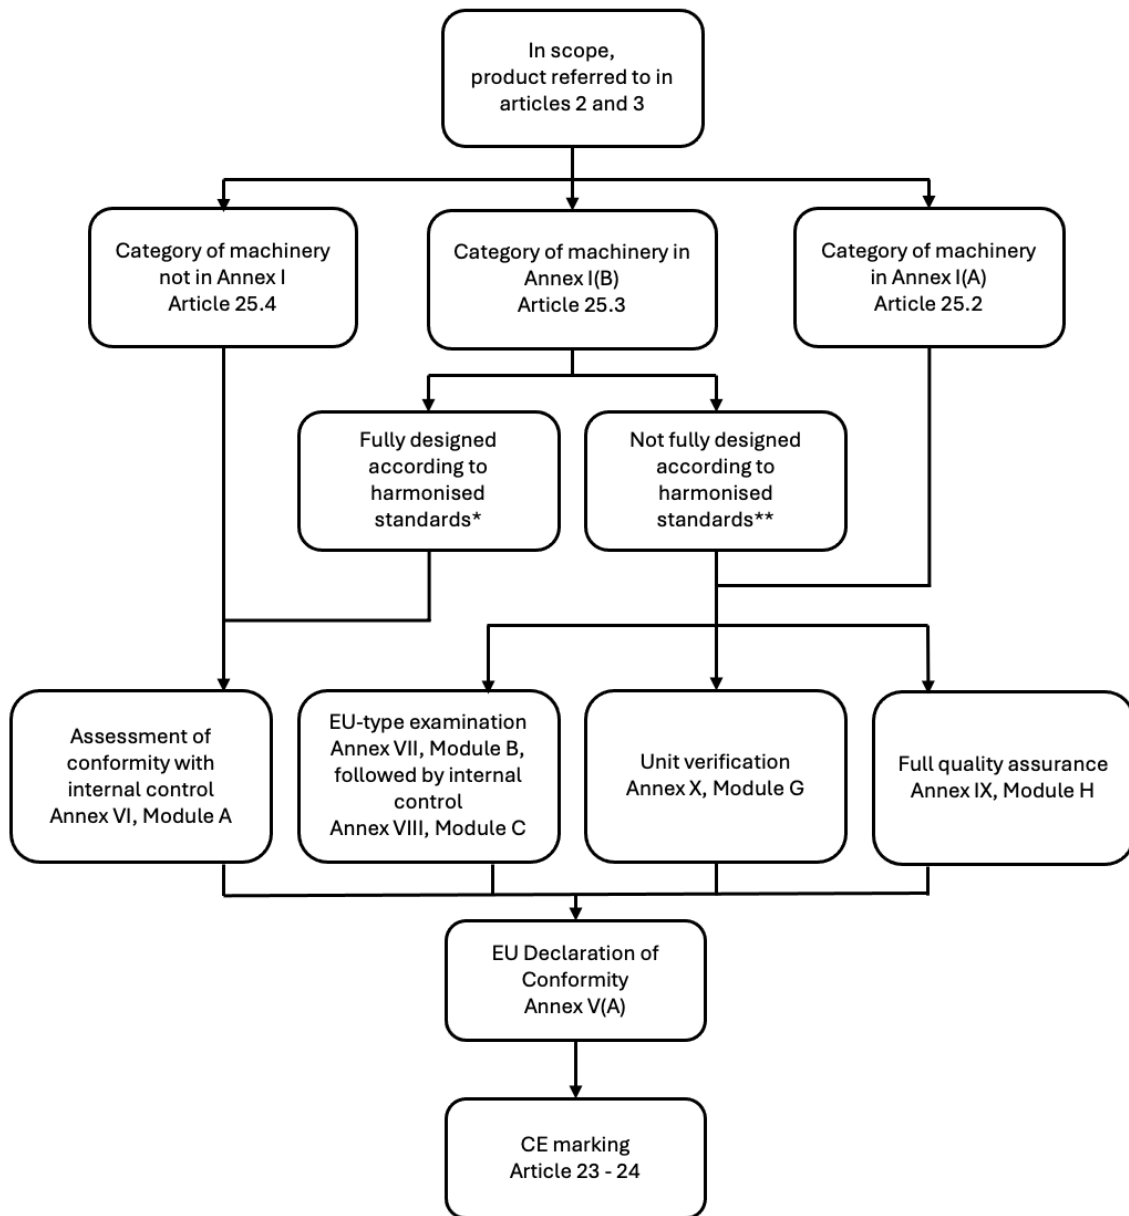 In scope,
product referred to in
articles 2 and 3
Category of machinery
not in Annex I
Article 25.4
Category of machinery in
Annex I(B)
Article 25.3
Category of machinery
in Annex I(A)
Article 25.2
Fully designed
according to
harmonised
standards*
Not fully designed
according to
harmonised
standards**
Assessment of
conformity with
internal control
Annex VI, Module A
EU-type examination
Annex VII, Module B,
followed by internal
control
Annex VIII, Module C
Unit verification
Annex X, Module G
Full quality assurance
Annex IX, Module H
EU Declaration of
Conformity
Annex V(A)
CE marking
Article 23 - 24